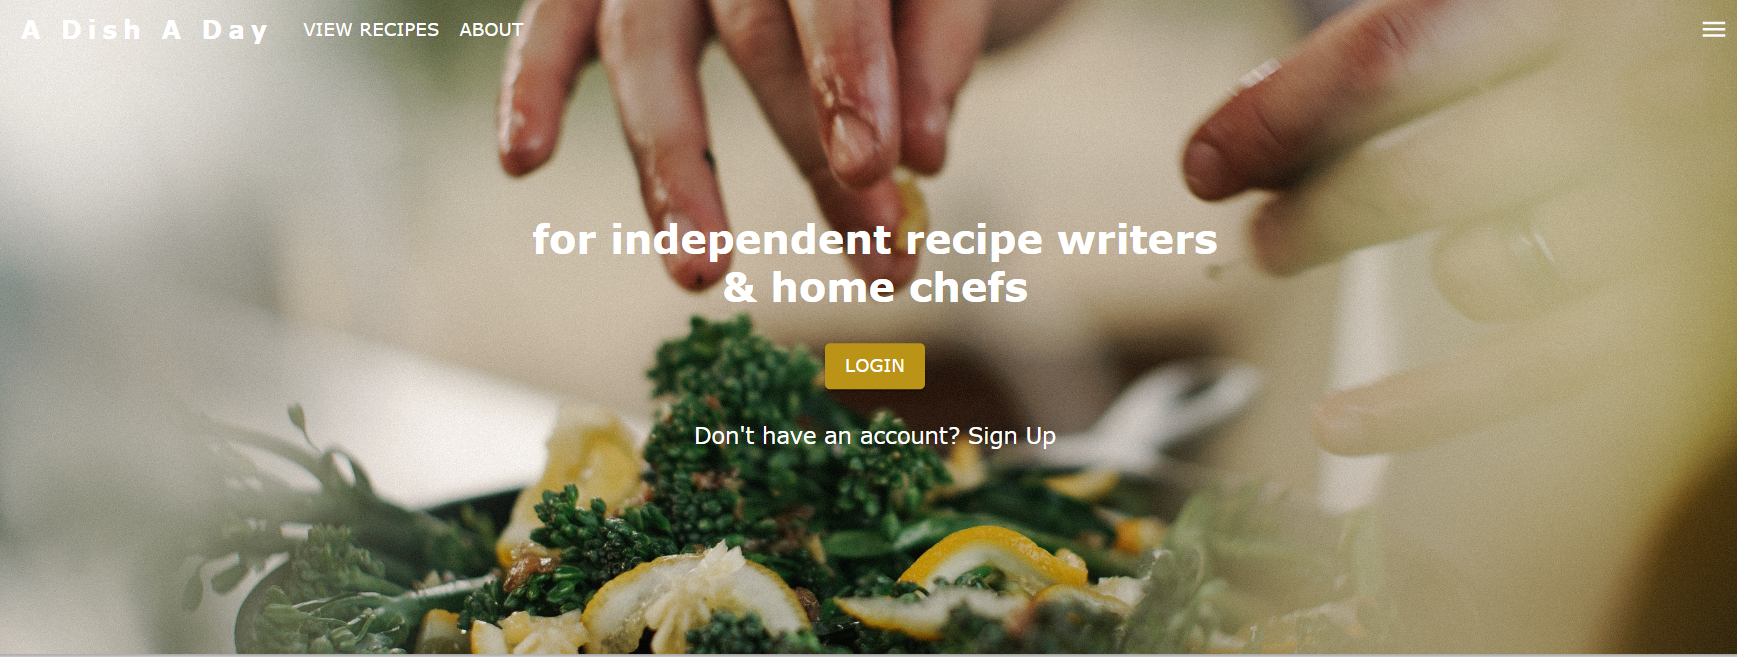 A Dish A Day VIEW RECIPES ABOUT
for independent recipe writers
& home chefs
LOGIN
Don't have an account? Sign Up